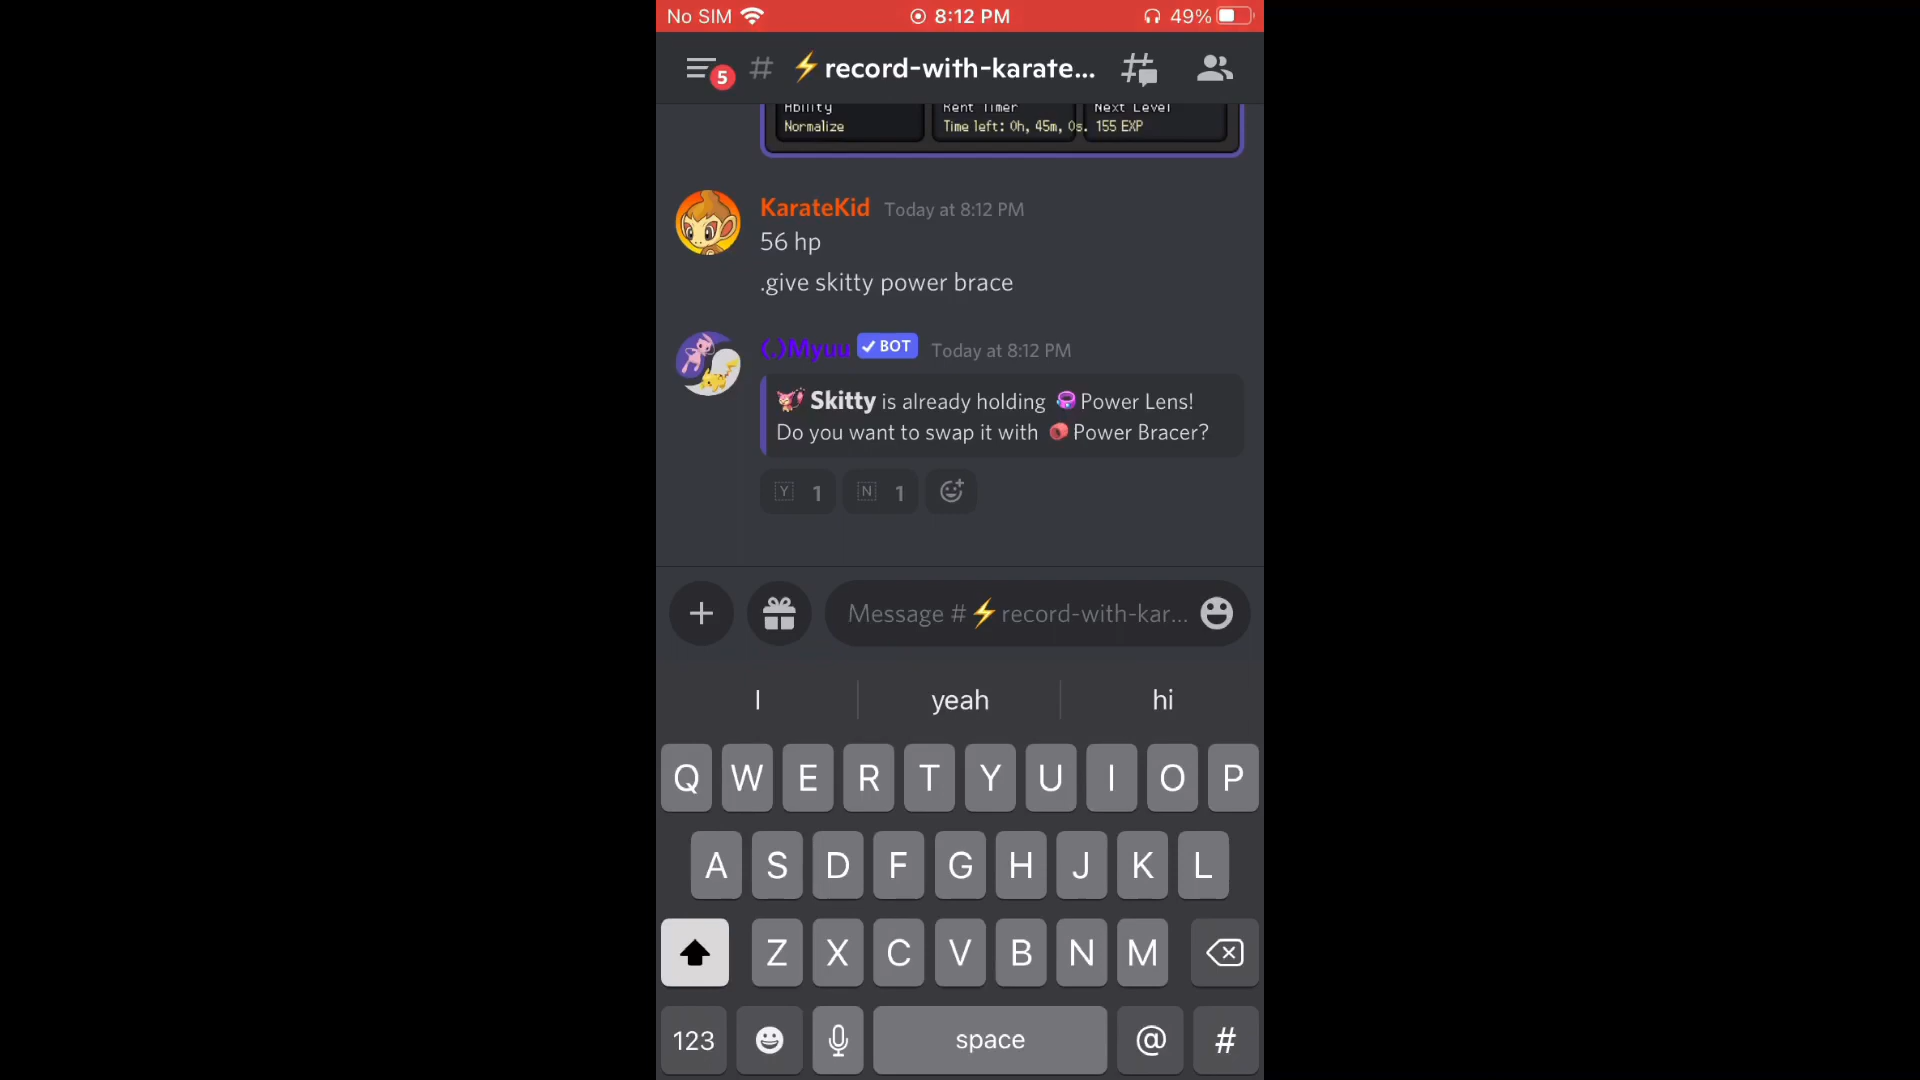 No SIM 8:12 PM 49%
5 # ⚡record-with-karate...
Ability Rent Timer Next Level
Normalize Time left: 0h, 45m, 0s. 155 EXP
KarateKid Today at 8:12 PM
56 hp
.give skitty power brace
(.)Myuu ✓ BOT Today at 8:12 PM
Skitty is already holding Power Lens!
Do you want to swap it with Power Bracer?
Y 1 N 1
Message #⚡record-with-kar...
I yeah hi
Q W E R T Y U I O P
A S D F G H J K L
Z X C V B N M
123 space @ #